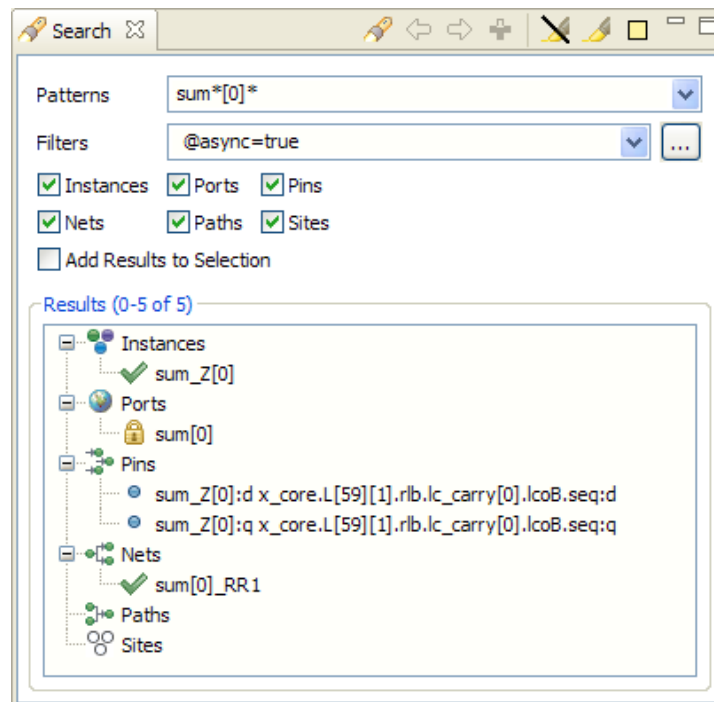 Search
Patterns sum*[0]*
Filters @async=true ...
Instances Ports Pins
Nets Paths Sites
Add Results to Selection
Results (0-5 of 5)
Instances
sum_Z[0]
Ports
sum[0]
Pins
sum_Z[0]:d x_core.L[59][1].rlb.lc_carry[0].lcoB.seq:d
sum_Z[0]:q x_core.L[59][1].rlb.lc_carry[0].lcoB.seq:q
Nets
sum[0]_RR1
Paths
Sites